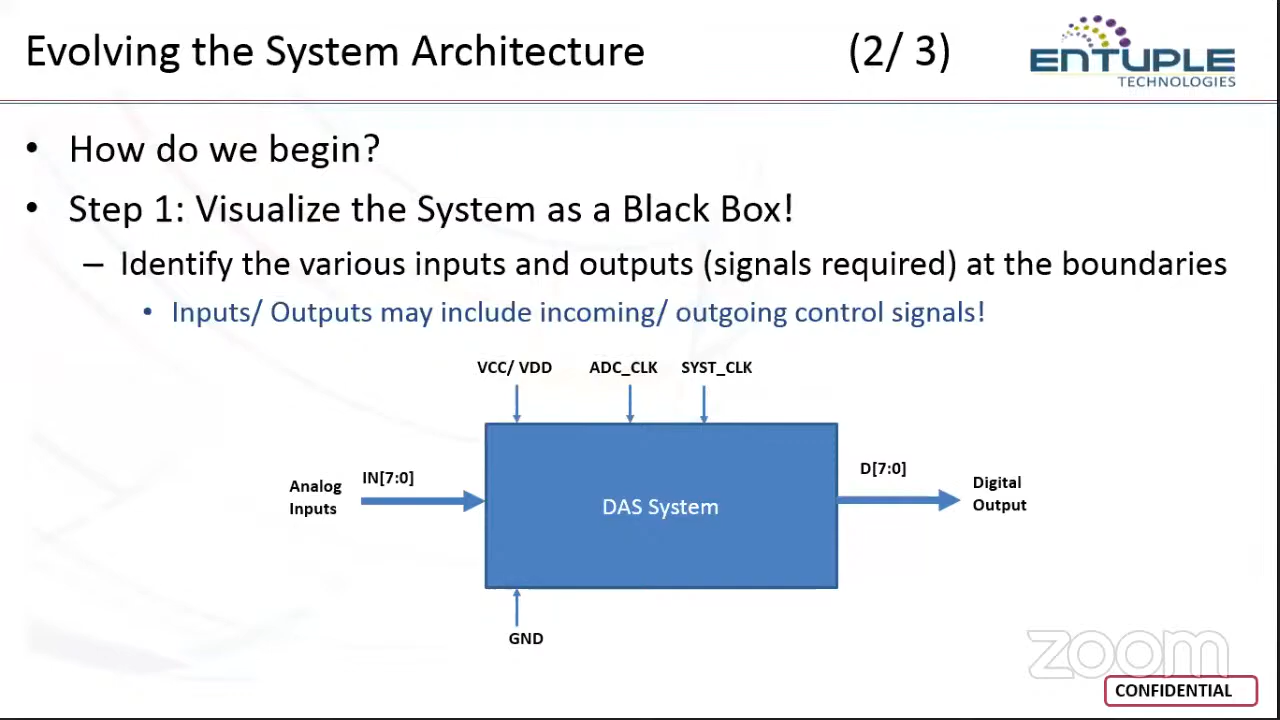 Evolving the System Architecture (2/ 3)
ENTUPLE
TECHNOLOGIES
• How do we begin?
• Step 1: Visualize the System as a Black Box!
– Identify the various inputs and outputs (signals required) at the boundaries
• Inputs/ Outputs may include incoming/ outgoing control signals!
VCC/ VDD ADC_CLK SYST_CLK
Analog
Inputs
IN[7:0]
DAS System
D[7:0]
Digital
Output
GND
zoom
CONFIDENTIAL